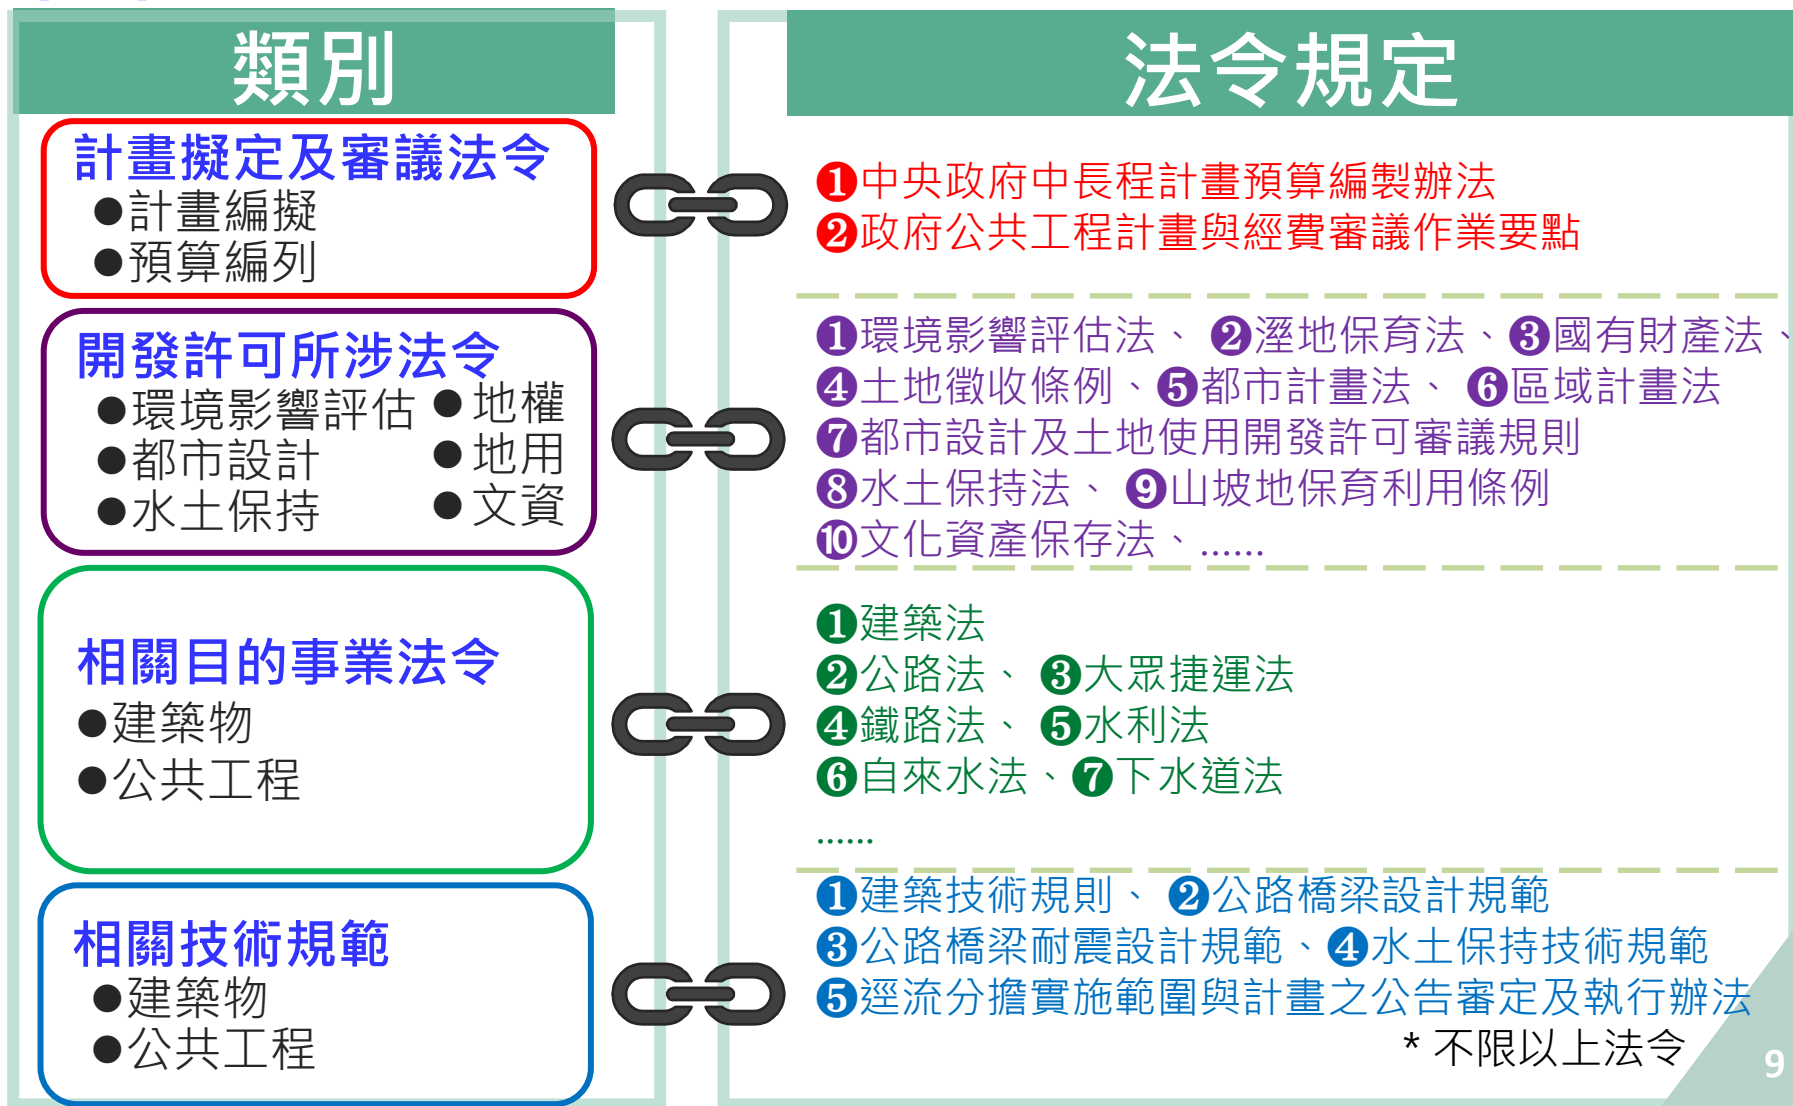 類別
計畫擬定及審議法令
●計畫編擬
●預算編列
開發許可所涉法令
●環境影響評估 ●地權
●都市設計 ●地用
●水土保持 ●文資
相關目的事業法令
●建築物
●公共工程
相關技術規範
●建築物
●公共工程
法令規定
❶中央政府中長程計畫預算編製辦法
❷政府公共工程計畫與經費審議作業要點
❶環境影響評估法、 ❷溼地保育法、❸國有財產法、
❹土地徵收條例、❺都市計畫法、 ❻區域計畫法
❼都市設計及土地使用開發許可審議規則
❽水土保持法、 ❾山坡地保育利用條例
❿文化資產保存法、......
❶建築法
❷公路法、 ❸大眾捷運法
❹鐵路法、 ❺水利法
❻自來水法、❼下水道法
......
❶建築技術規則、 ❷公路橋梁設計規範
❸公路橋梁耐震設計規範、❹水土保持技術規範
❺逕流分擔實施範圍與計畫之公告審定及執行辦法
* 不限以上法令
9